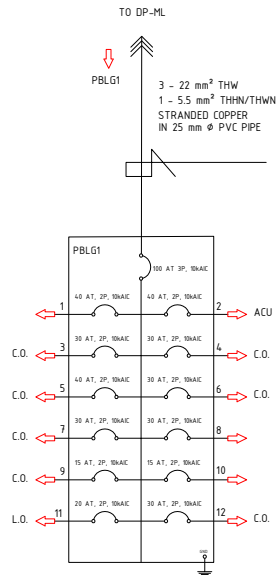 TO DP-ML
PBLG1
3 - 22 mm² THW
1 - 5.5 mm² THHN/THWN
STRANDED COPPER
IN 25 mm ø PVC PIPE
PBLG1
100 AT 3P, 10kAIC
40 AT, 2P, 10kAIC 40 AT, 2P, 10kAIC
1 2 ACU
30 AT, 2P, 10kAIC 30 AT, 2P, 10kAIC
C.O. 3 4 C.O.
40 AT, 2P, 10kAIC 30 AT, 2P, 10kAIC
C.O. 5 6 C.O.
30 AT, 2P, 10kAIC 30 AT, 2P, 10kAIC
C.O. 7 8
15 AT, 2P, 10kAIC 15 AT, 2P, 10kAIC
C.O. 9 10
20 AT, 2P, 10kAIC 30 AT, 2P, 10kAIC
L.O. 11 12 C.O.
GND